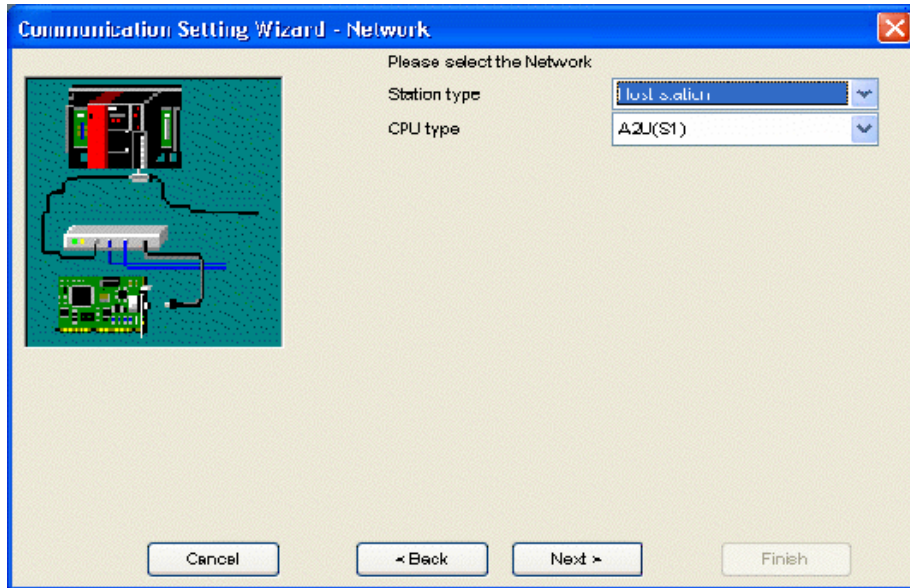 Communication Setting Wizard - Network
Please select the Network
Station type
Host station
CPU type
A2U(S1)
Cancel
< Back
Next >
Finish